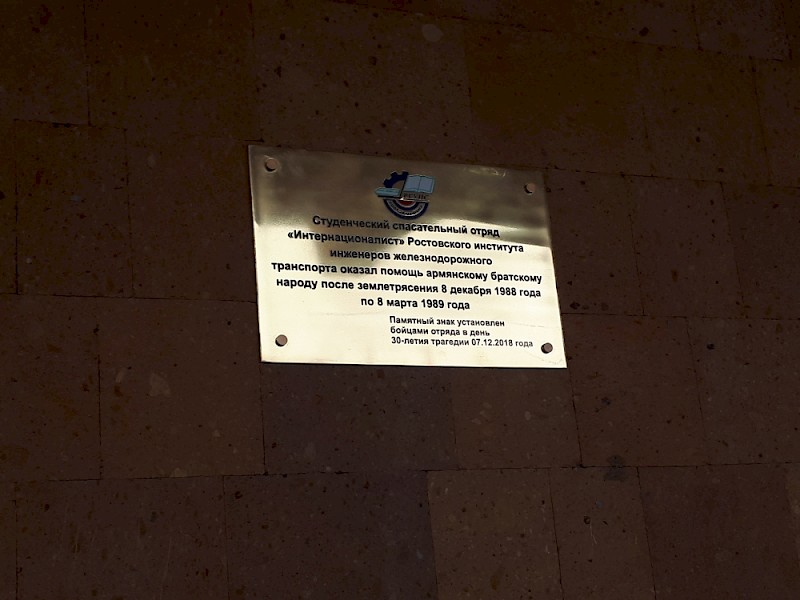 РГУПС
Студенческий спасательный отряд
«Интернационалист» Ростовского института
инженеров железнодорожного
транспорта оказал помощь армянскому братскому
народу после землетрясения 8 декабря 1988 года
по 8 марта 1989 года
Памятный знак установлен
бойцами отряда в день
30-летия трагедии 07.12.2018 года